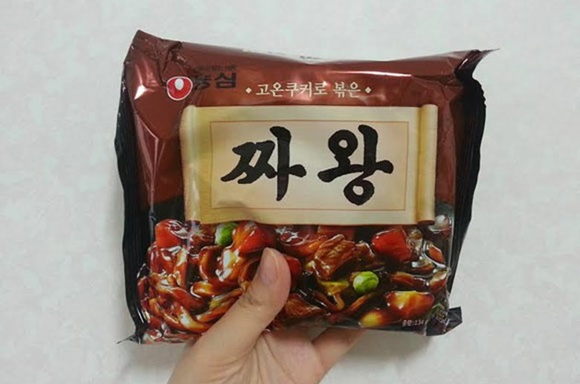 농심
고온쿠커로 볶은
짜왕